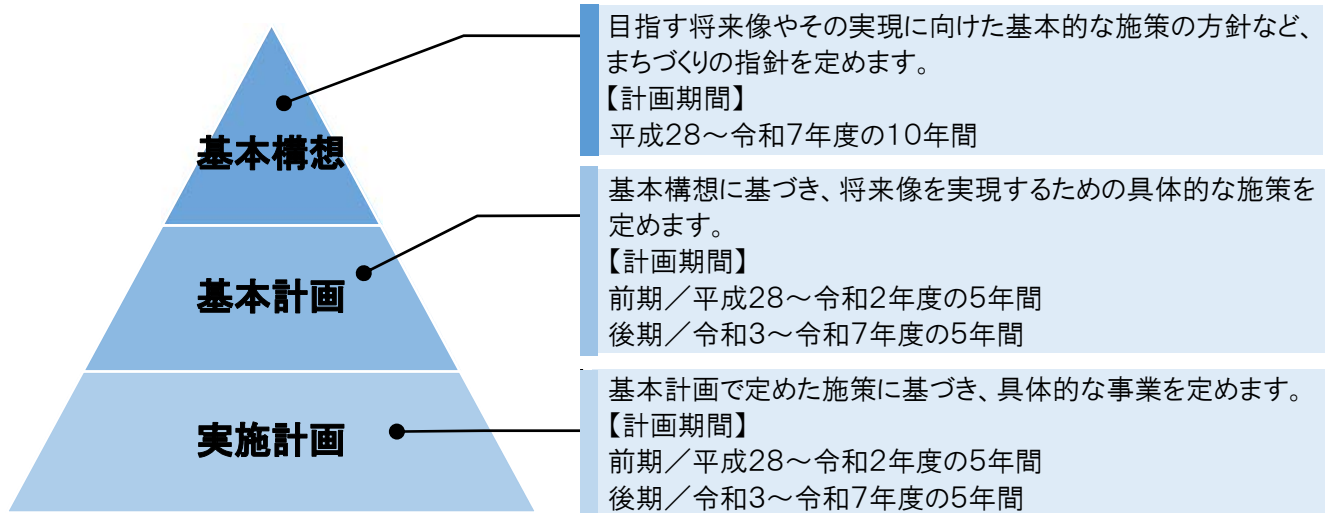 目指す将来像やその実現に向けた基本的な施策の方針など、
まちづくりの指針を定めます。
【計画期間】
平成28～令和7年度の10年間
基本構想
基本構想に基づき、将来像を実現するための具体的な施策を
定めます。
【計画期間】
前期／平成28～令和2年度の5年間
後期／令和3～令和7年度の5年間
基本計画
基本計画で定めた施策に基づき、具体的な事業を定めます。
【計画期間】
前期／平成28～令和2年度の5年間
後期／令和3～令和7年度の5年間
実施計画